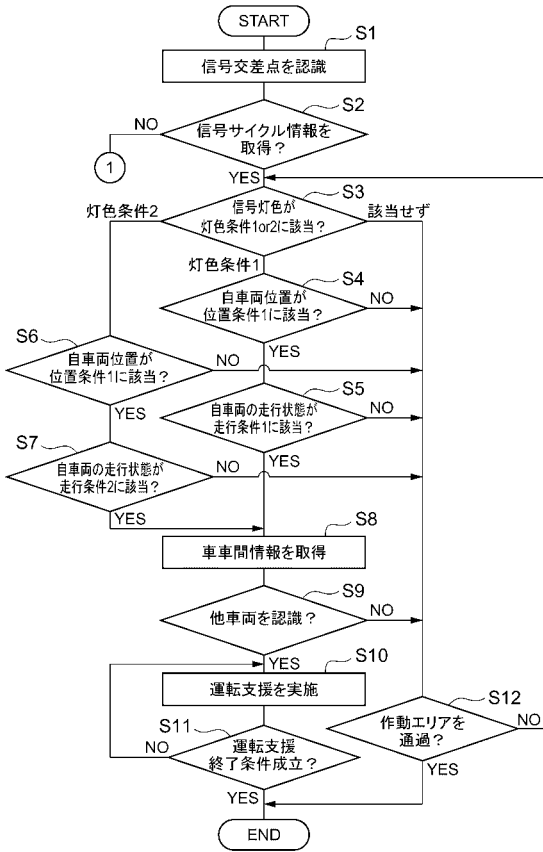 START
S1
信号交差点を認識
S2
NO
信号サイクル情報を
取得？
1
YES
S3
灯色条件2
信号灯色が
灯色条件1or2に該当？
該当せず
灯色条件1
S4
自車両位置が
位置条件1に該当？
NO
S6
YES
自車両位置が
位置条件1に該当？
NO
S5
YES
自車両の走行状態が
走行条件1に該当？
NO
S7
自車両の走行状態が
走行条件2に該当？
NO
YES
YES
S8
車車間情報を取得
S9
他車両を認識？
NO
YES
S10
運転支援を実施
S11
S12
運転支援
終了条件成立？
NO
作動エリアを
通過？
NO
YES
YES
END